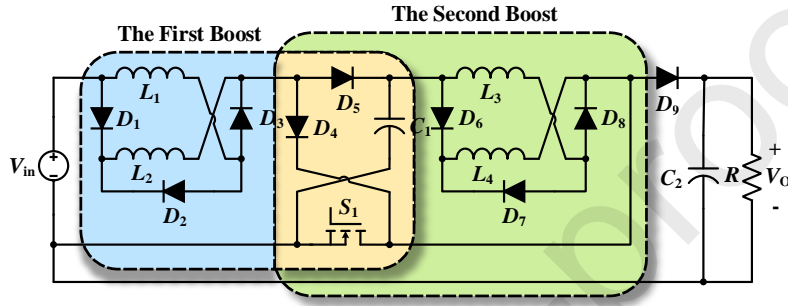 The First Boost
The Second Boost
L1
L3
D1
D3
D5
D4
C1
D6
D8
D9
Vin
L2
L4
C2
R
+
VO
-
D2
S1
D7